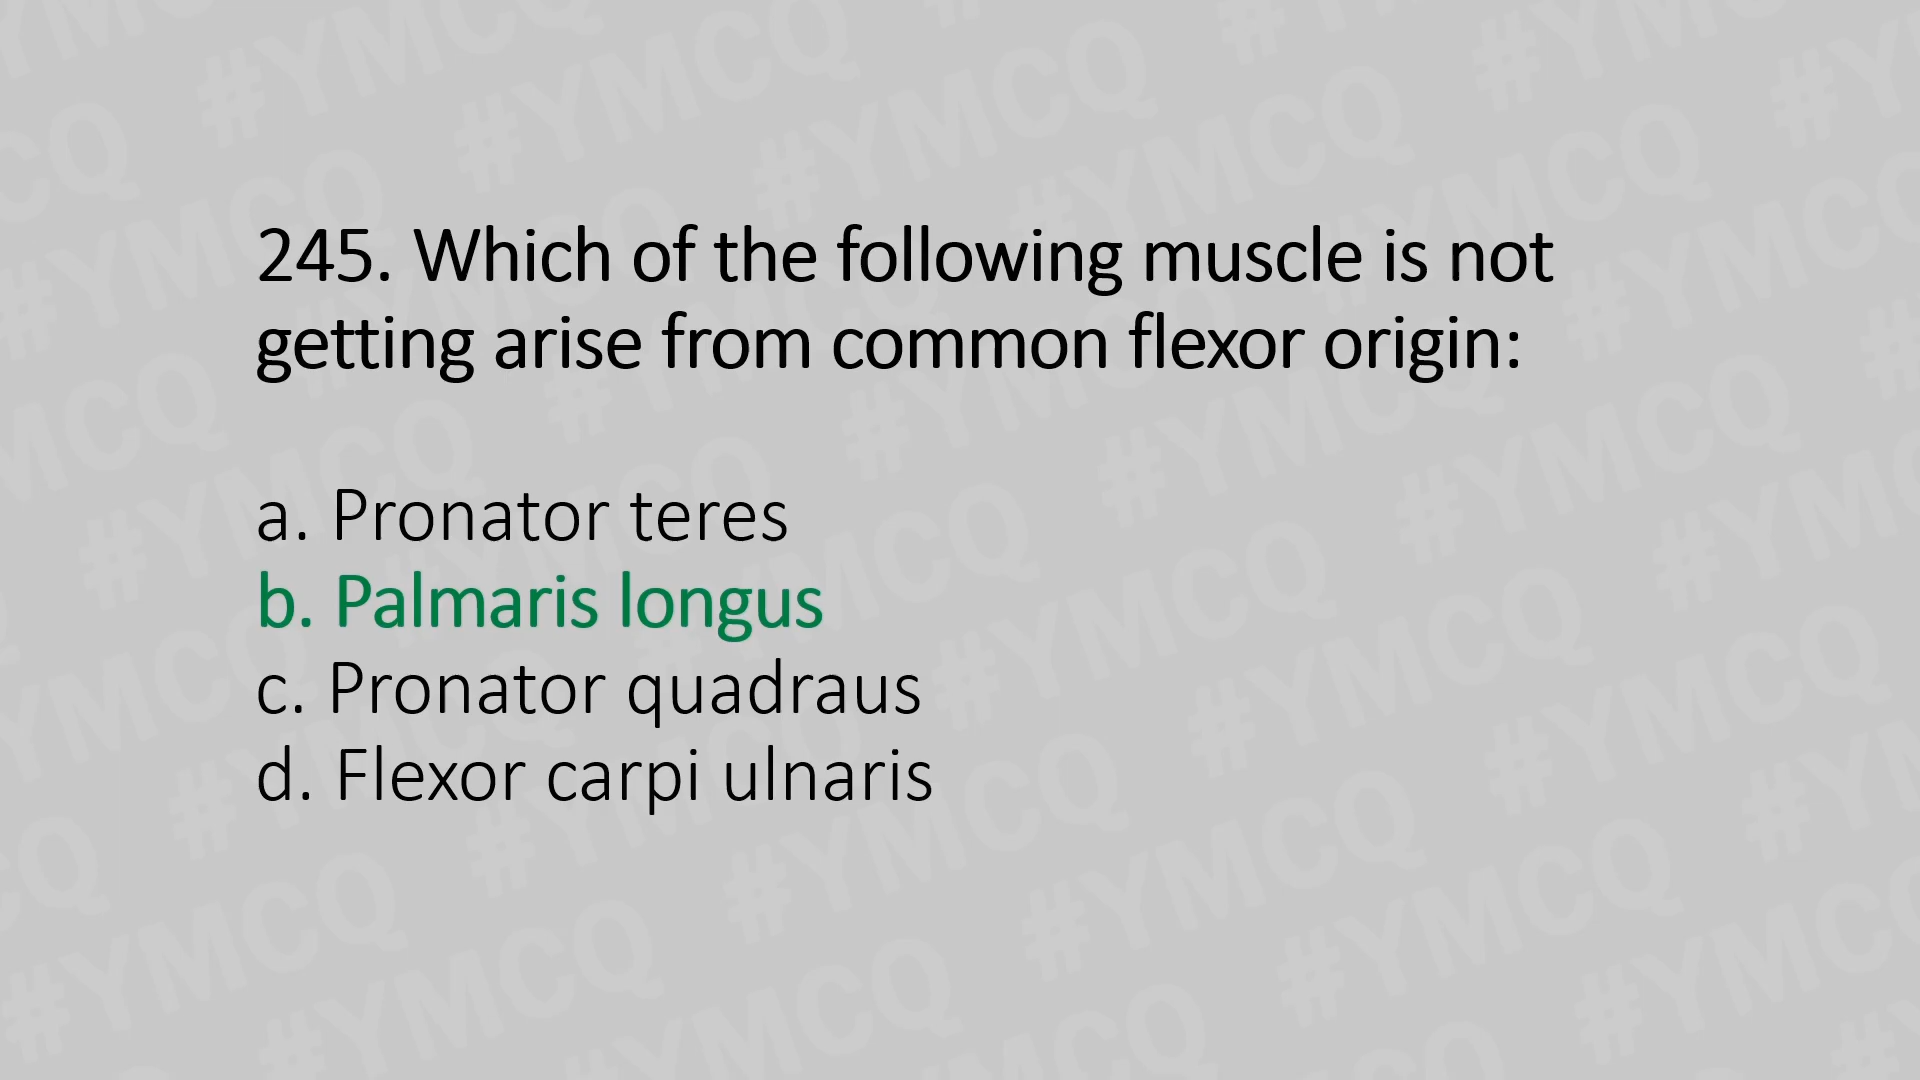 245. Which of the following muscle is not
getting arise from common flexor origin:
a. Pronator teres
b. Palmaris longus
c. Pronator quadraus
d. Flexor carpi ulnaris
#YMCQ